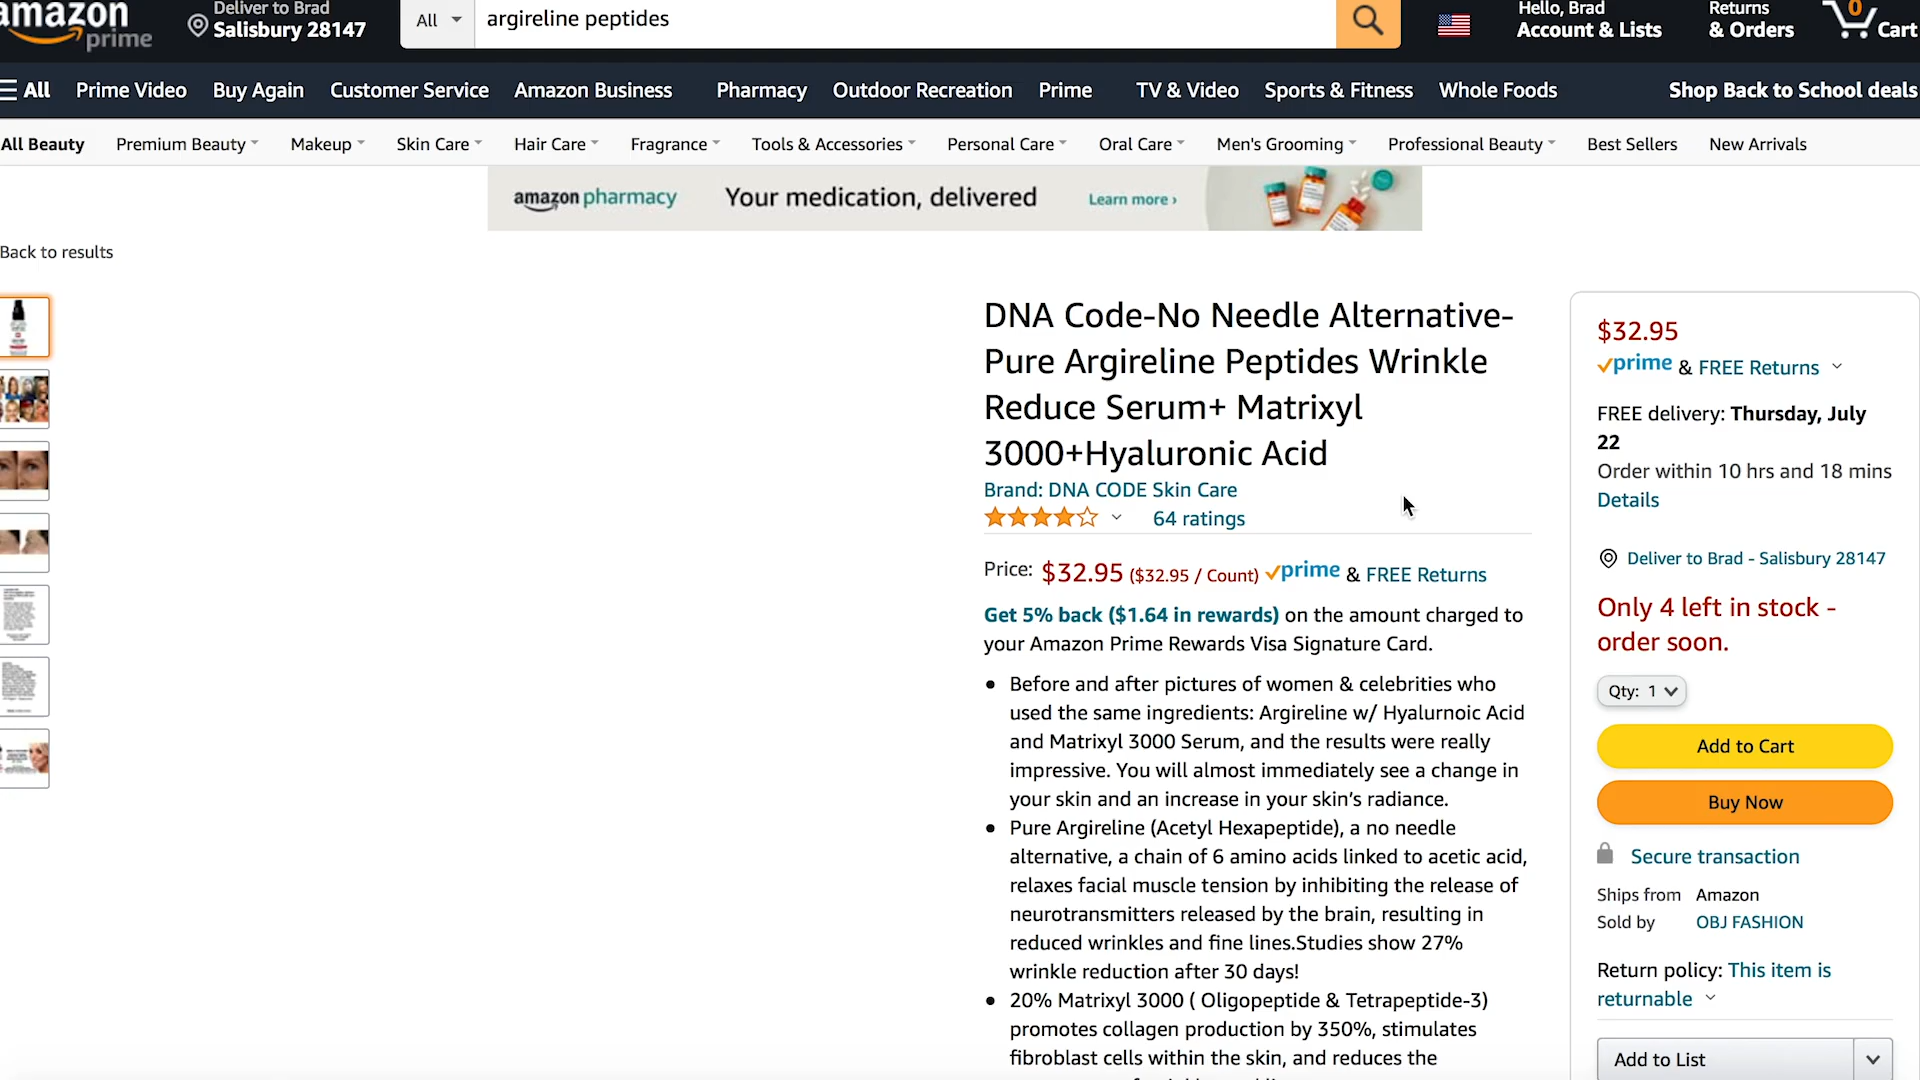 amazon
prime
Deliver to Brad
Salisbury 28147
All
argireline peptides
Hello, Brad
Account & Lists
Returns
& Orders
0
Cart
All
Prime Video
Buy Again
Customer Service
Amazon Business
Pharmacy
Outdoor Recreation
Prime
TV & Video
Sports & Fitness
Whole Foods
Shop Back to School deals
All Beauty
Premium Beauty
Makeup
Skin Care
Hair Care
Fragrance
Tools & Accessories
Personal Care
Oral Care
Men's Grooming
Professional Beauty
Best Sellers
New Arrivals
amazon pharmacy
Your medication, delivered
Learn more ›
Back to results
DNA Code-No Needle Alternative-
Pure Argireline Peptides Wrinkle
Reduce Serum+ Matrixyl
3000+Hyaluronic Acid
Brand: DNA CODE Skin Care
64 ratings
Price: $32.95 ($32.95 / Count) prime & FREE Returns
Get 5% back ($1.64 in rewards) on the amount charged to
your Amazon Prime Rewards Visa Signature Card.
Before and after pictures of women & celebrities who
used the same ingredients: Argireline w/ Hyalurnoic Acid
and Matrixyl 3000 Serum, and the results were really
impressive. You will almost immediately see a change in
your skin and an increase in your skin’s radiance.
Pure Argireline (Acetyl Hexapeptide), a no needle
alternative, a chain of 6 amino acids linked to acetic acid,
relaxes facial muscle tension by inhibiting the release of
neurotransmitters released by the brain, resulting in
reduced wrinkles and fine lines.Studies show 27%
wrinkle reduction after 30 days!
20% Matrixyl 3000 ( Oligopeptide & Tetrapeptide-3)
promotes collagen production by 350%, stimulates
fibroblast cells within the skin, and reduces the
$32.95
prime & FREE Returns
FREE delivery: Thursday, July
22
Order within 10 hrs and 18 mins
Details
Deliver to Brad - Salisbury 28147
Only 4 left in stock -
order soon.
Qty: 1
Add to Cart
Buy Now
Secure transaction
Ships from Amazon
Sold by OBJ FASHION
Return policy: This item is
returnable
Add to List